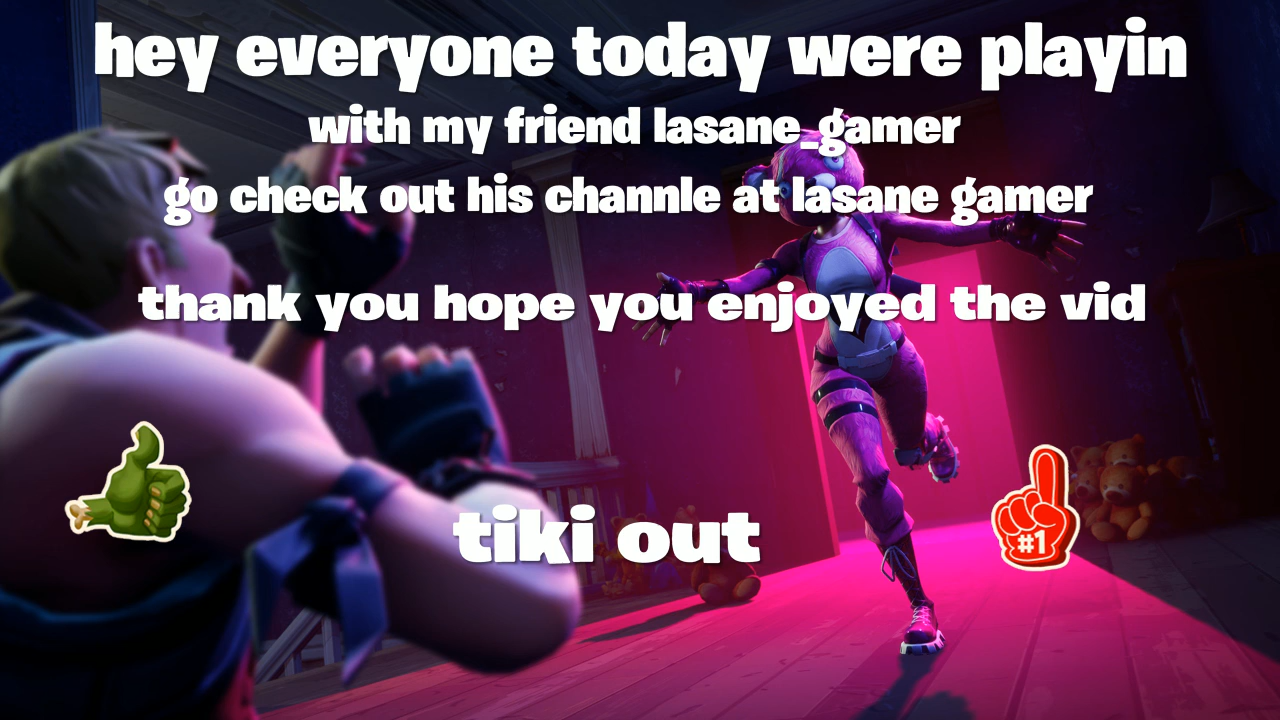 hey everyone today were playin
with my friend lasane_gamer
go check out his channle at lasane gamer
thank you hope you enjoyed the vid
tiki out
#1